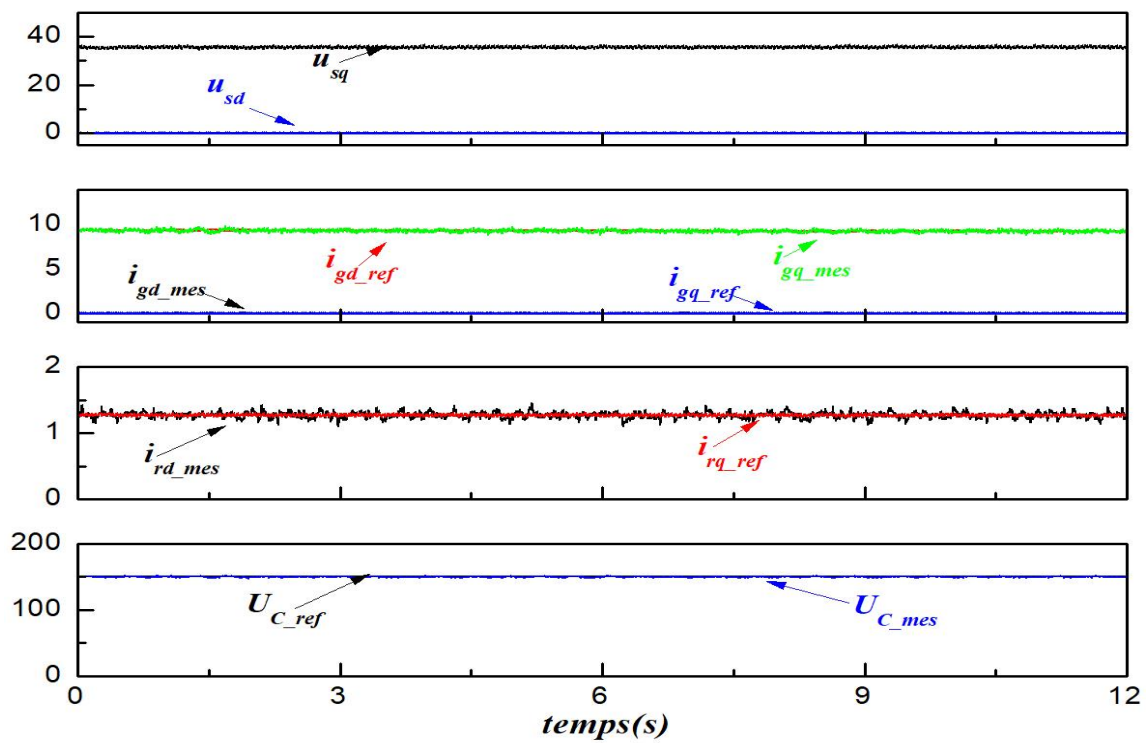 40
20
0
u_sq
u_sd
10
5
0
i_gd_mes
i_gd_ref
i_gq_ref
i_gq_mes
2
1
0
i_rd_mes
i_rq_ref
200
100
0
U_C_ref
U_C_mes
0 3 6 9 12
temps(s)